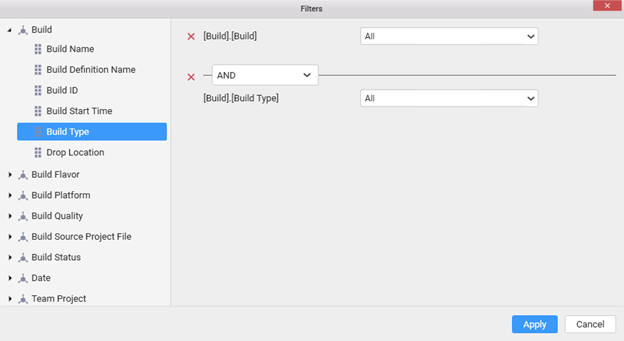 Filters
Build
Build Name
Build Definition Name
Build ID
Build Start Time
Build Type
Drop Location
Build Flavor
Build Platform
Build Quality
Build Source Project File
Build Status
Date
Team Project
[Build].[Build]
All
AND
[Build].[Build Type]
All
Apply
Cancel